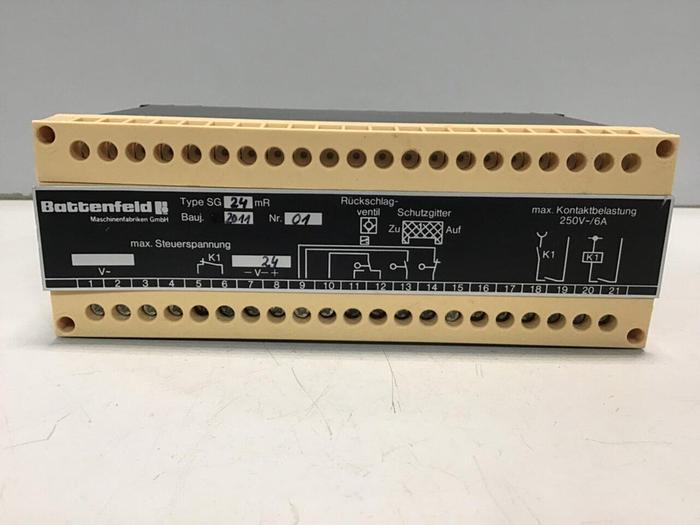 Battenfeld
Maschinenfabriken GmbH
Type SG 24 mR
Bauj. 2011 Nr. 01
Rückschlag-
ventil
Schutzgitter
Zu Auf
max. Kontaktbelastung
250V~/6A
max. Steuerspannung
V~
K1
24
–V–+
K1
K1
1 2 3 4 5 6 7 8 9 10 11 12 13 14 15 16 17 18 19 20 21